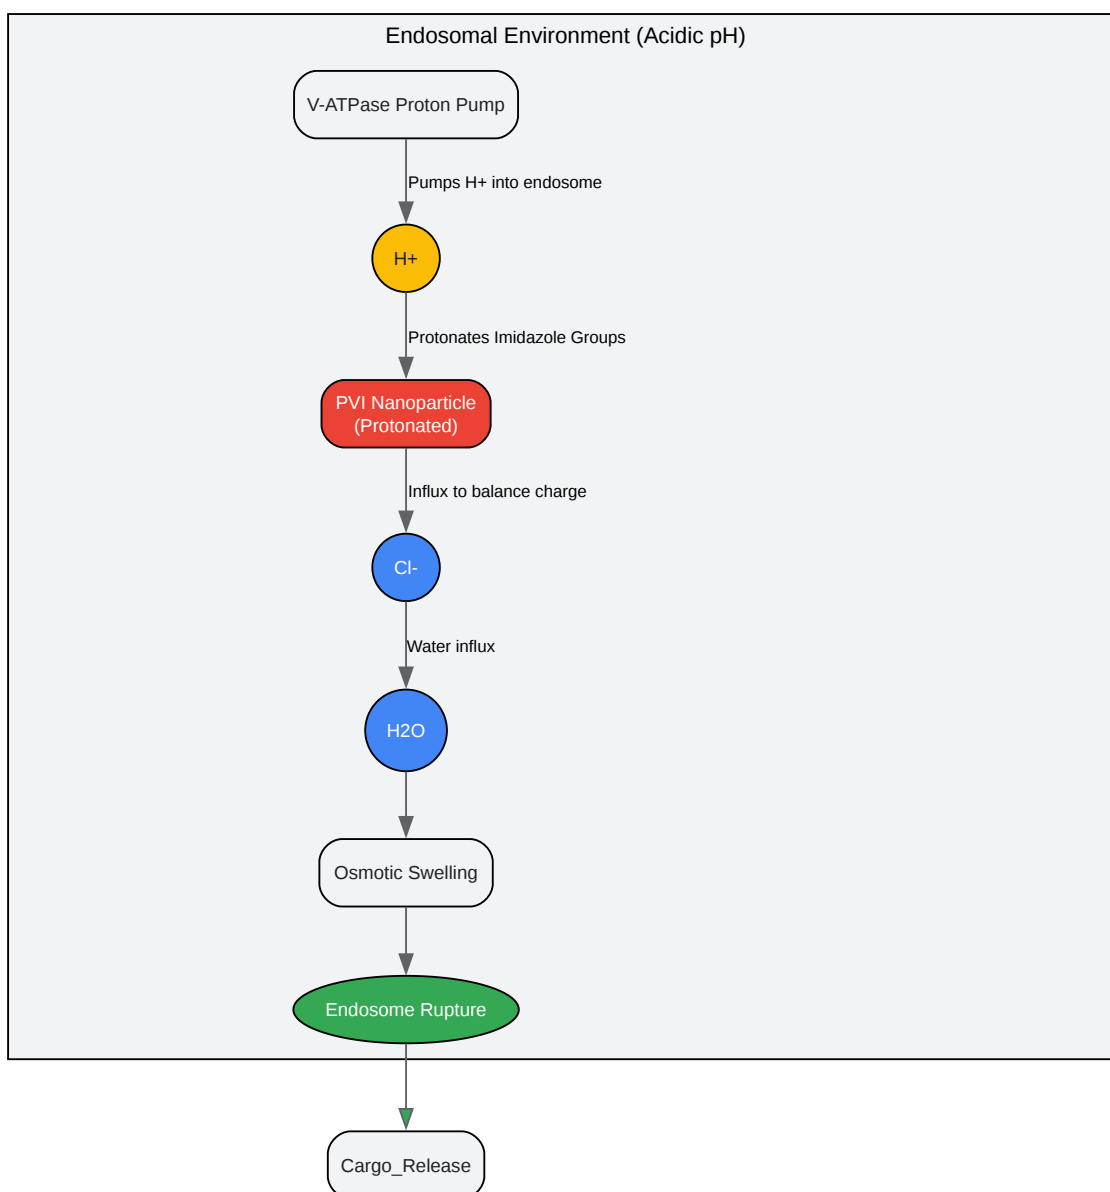 Endosomal Environment (Acidic pH)
V-ATPase Proton Pump
Pumps H+ into endosome
H+
Protonates Imidazole Groups
PVI Nanoparticle
(Protonated)
Influx to balance charge
Cl-
Water influx
H2O
Osmotic Swelling
Endosome Rupture
Cargo_Release